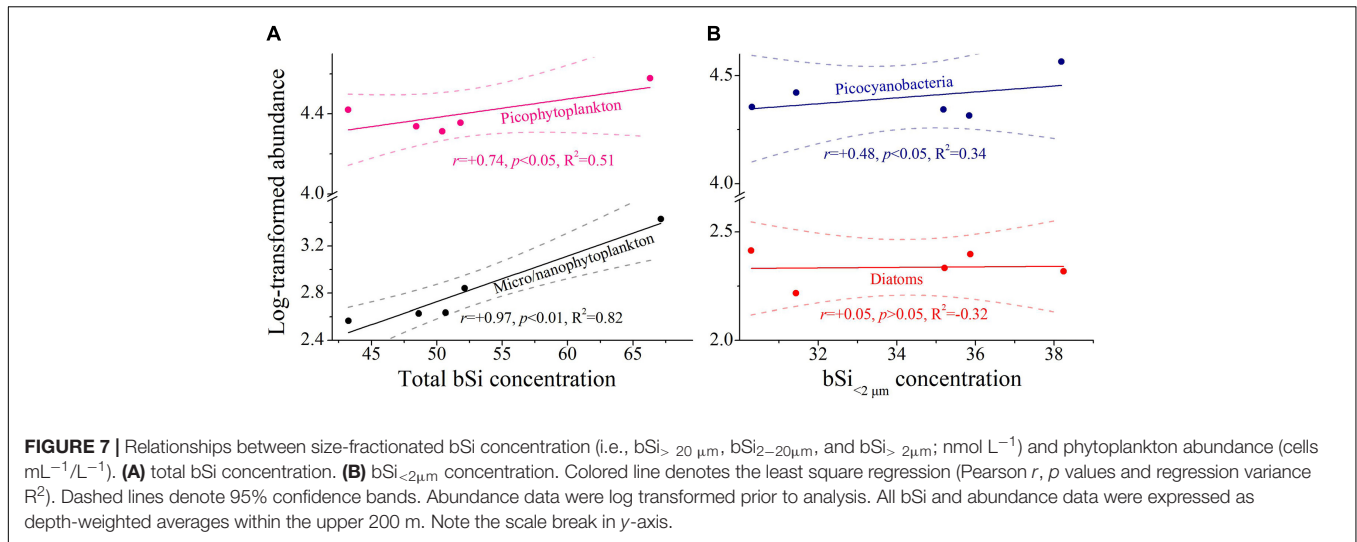 A
B
Log-transformed abundance
4.4
4.0
3.2
2.8
2.4
Picophytoplankton
r=+0.74, p<0.05, R²=0.51
Micro/nanophytoplankton
r=+0.97, p<0.01, R²=0.82
45 50 55 60 65
Total bSi concentration
4.5
4.0
2.5
2.0
Picocyanobacteria
r=+0.48, p<0.05, R²=0.34
Diatoms
r=+0.05, p>0.05, R²=-0.32
32 34 36 38
bSi<2 μm concentration
FIGURE 7 | Relationships between size-fractionated bSi concentration (i.e., bSi> 20 μm, bSi2−20μm, and bSi> 2μm; nmol L−1) and phytoplankton abundance (cells
mL−1/L−1). (A) total bSi concentration. (B) bSi<2μm concentration. Colored line denotes the least square regression (Pearson r, p values and regression variance
R2). Dashed lines denote 95% confidence bands. Abundance data were log transformed prior to analysis. All bSi and abundance data were expressed as
depth-weighted averages within the upper 200 m. Note the scale break in y-axis.